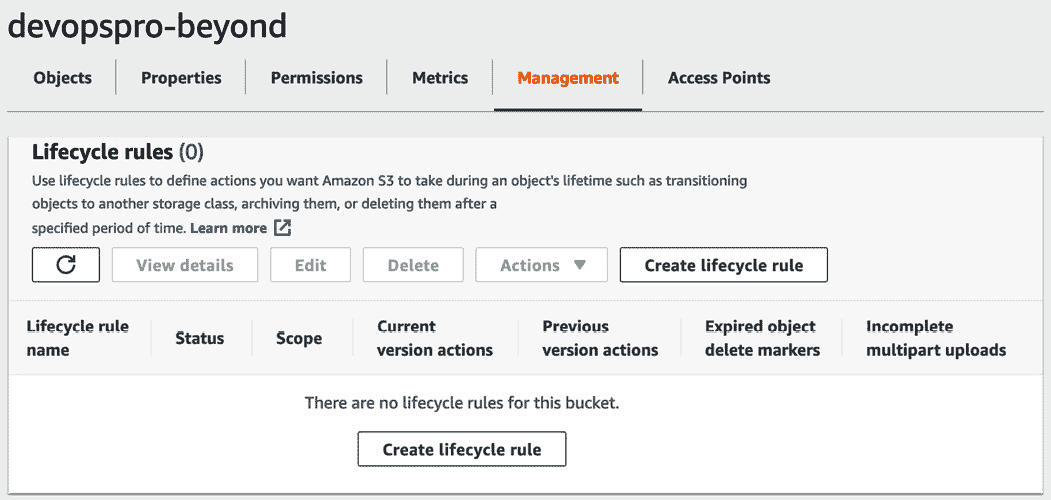 devopspro-beyond
Objects Properties Permissions Metrics Management Access Points
Lifecycle rules (0)
Use lifecycle rules to define actions you want Amazon S3 to take during an object's lifetime such as transitioning
objects to another storage class, archiving them, or deleting them after a
specified period of time. Learn more
View details Edit Delete Actions Create lifecycle rule
Lifecycle rule
name
Status
Scope
Current
version actions
Previous
version actions
Expired object
delete markers
Incomplete
multipart uploads
There are no lifecycle rules for this bucket.
Create lifecycle rule